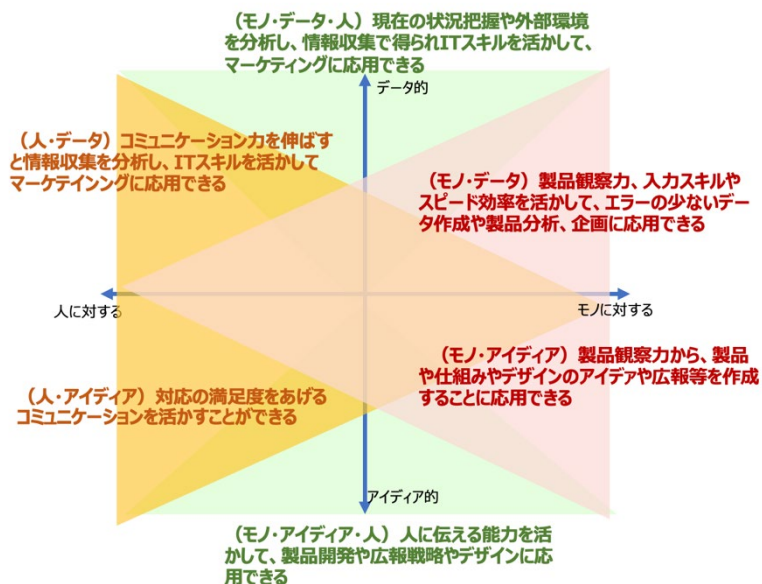 （モノ・データ・人）現在の状況把握や外部環境
を分析し、情報収集で得られITスキルを活かして、
マーケティングに応用できる
データ的
（人・データ）コミュニケーション力を伸ばす
と情報収集を分析し、ITスキルを活かして
マーケテインングに応用できる
（モノ・データ）製品観察力、入力スキルや
スピード効率を活かして、エラーの少ないデー
タ作成や製品分析、企画に応用できる
人に対する
モノに対する
（モノ・アイディア）製品観察力から、製品
や仕組みやデザインのアイデァや広報等を作成
することに応用できる
（人・アイディア）対応の満足度をあげる
コミュニケーションを活かすことができる
アイディア的
（モノ・アイディア・人）人に伝える能力を活
かして、製品開発や広報戦略やデザインに応
用できる